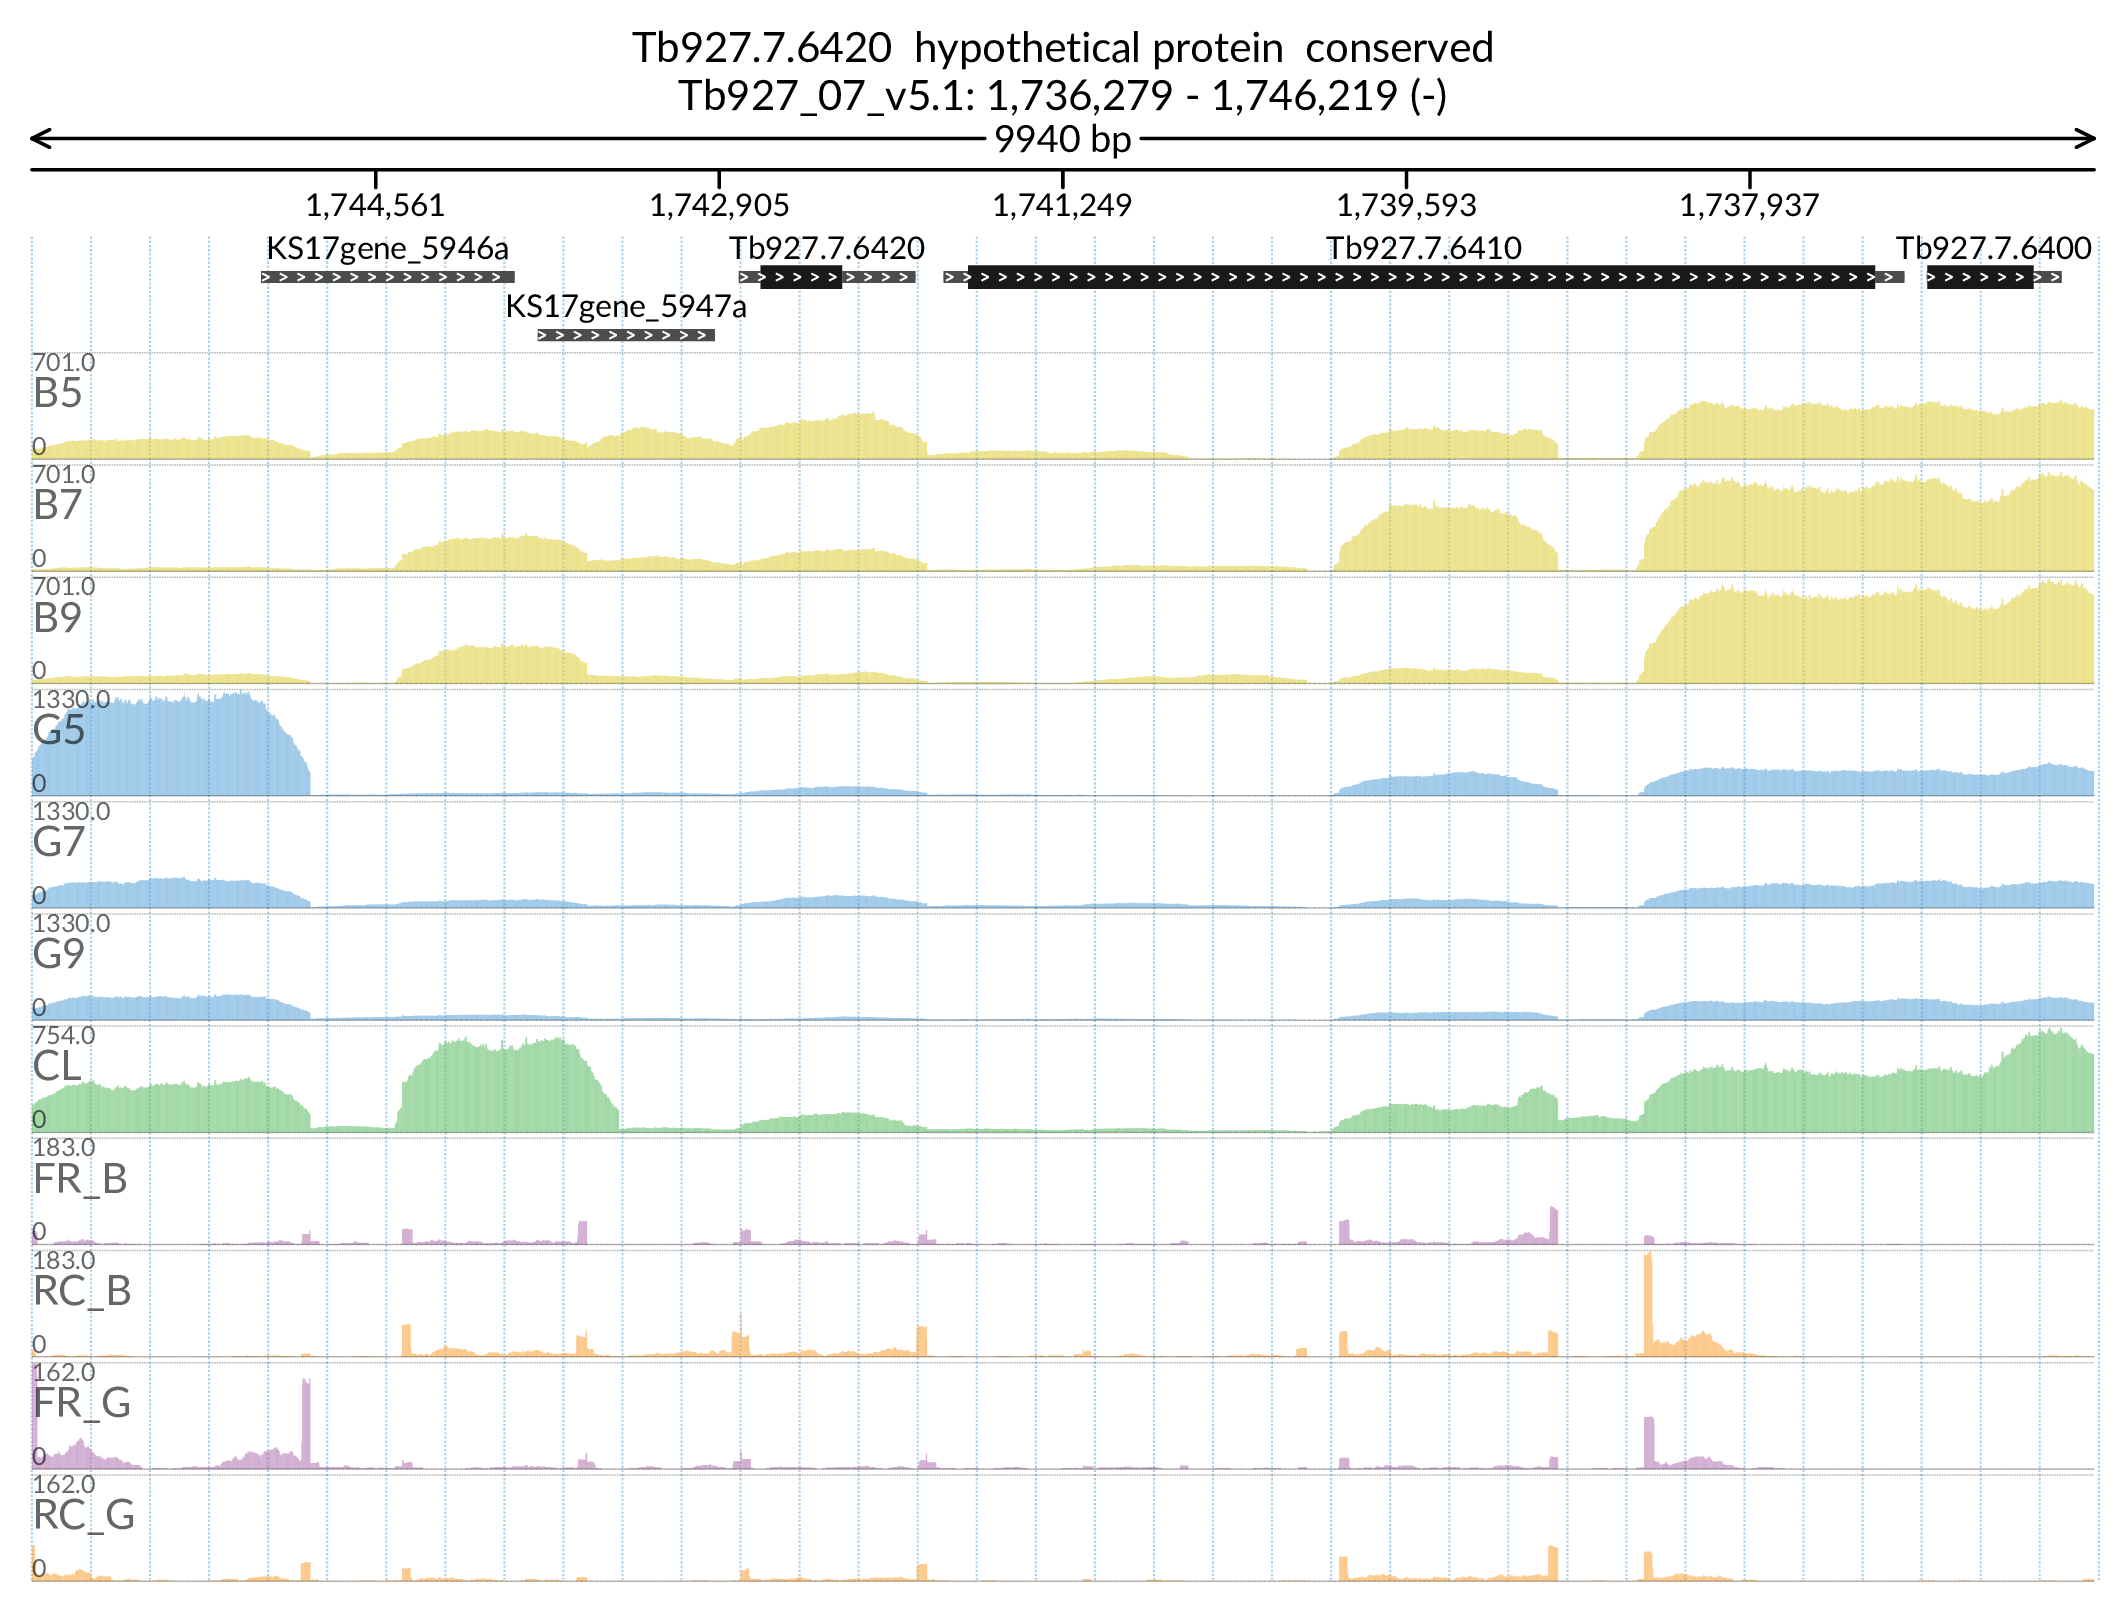 Tb927.7.6420 hypothetical protein conserved
Tb927_07_v5.1: 1,736,279 - 1,746,219 (-)
9940 bp
1,744,561 1,742,905 1,741,249 1,739,593 1,737,937
KS17gene_5946a Tb927.7.6420 Tb927.7.6410 Tb927.7.6400
KS17gene_5947a
701.0
B5
0
701.0
B7
0
701.0
B9
0
1330.0
G5
0
1330.0
G7
0
1330.0
G9
0
754.0
CL
0
183.0
FR_B
0
183.0
RC_B
0
162.0
FR_G
0
162.0
RC_G
0